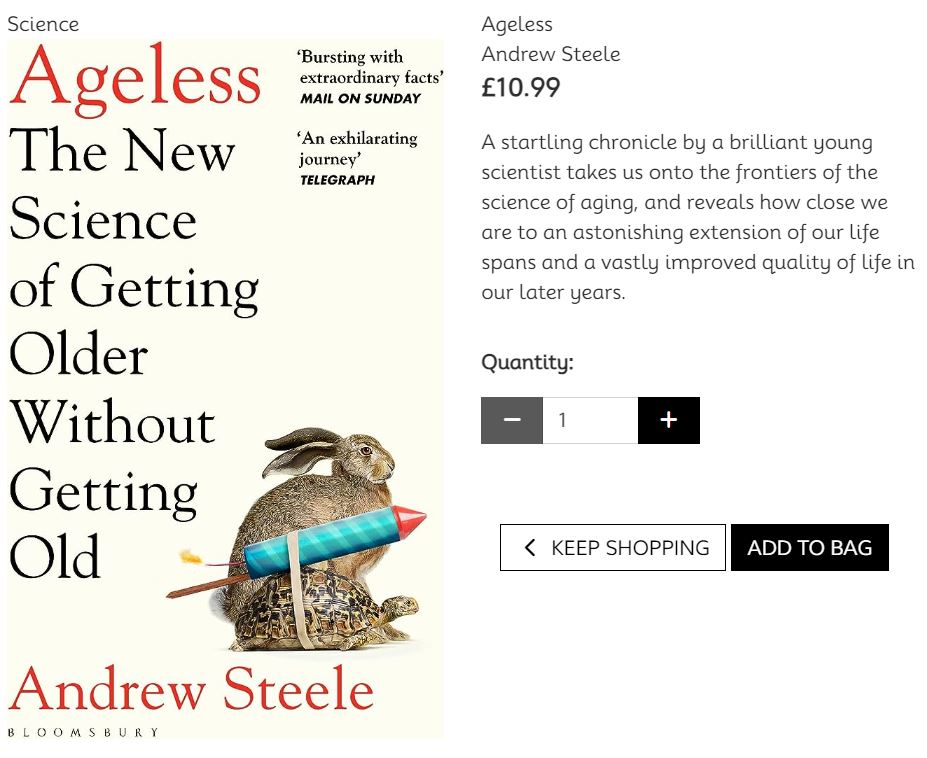 Science
Ageless
The New
Science
of Getting
Older
Without
Getting
Old
‘Bursting with
extraordinary facts’
MAIL ON SUNDAY
‘An exhilarating
journey’
TELEGRAPH
Andrew Steele
BLOOMSBURY
Ageless
Andrew Steele
£10.99
A startling chronicle by a brilliant young
scientist takes us onto the frontiers of the
science of aging, and reveals how close we
are to an astonishing extension of our life
spans and a vastly improved quality of life in
our later years.
Quantity:
− 1 +
KEEP SHOPPING
ADD TO BAG